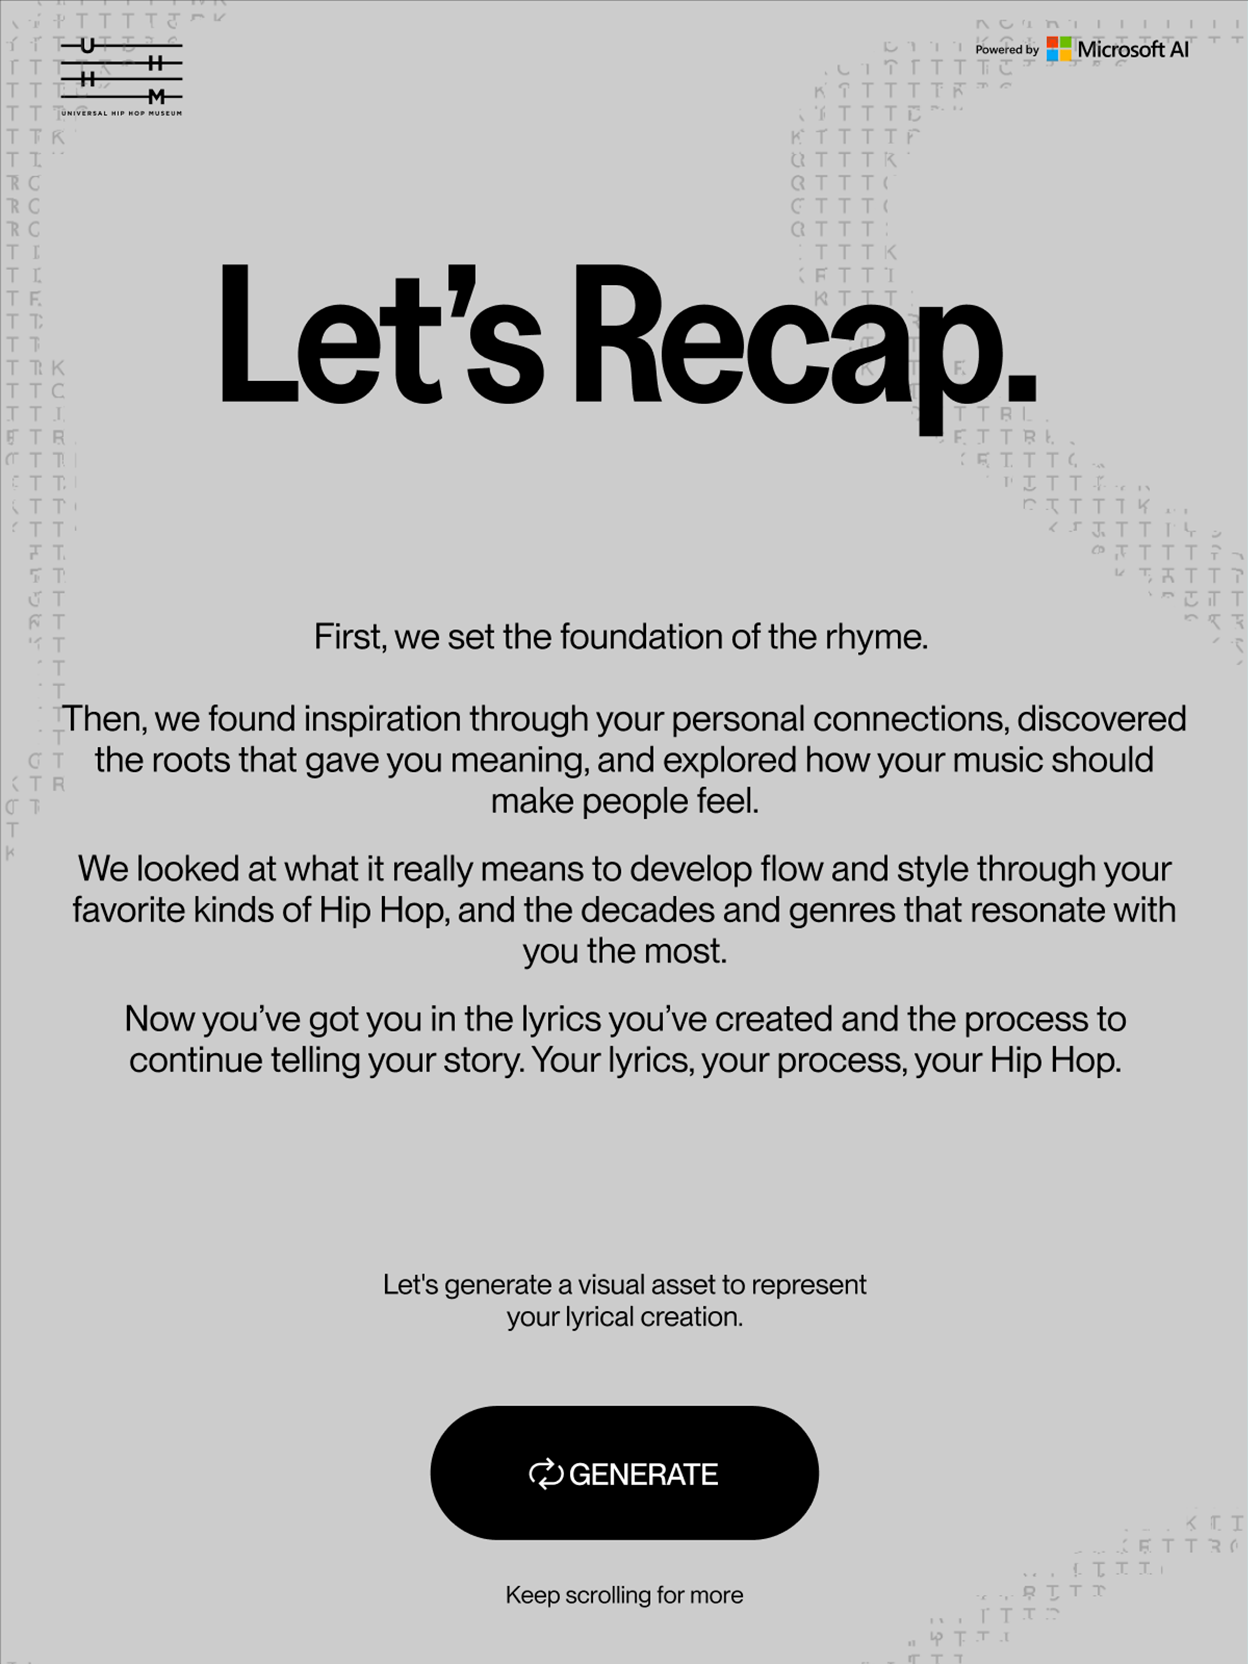 U
H
H
M
UNIVERSAL HIP HOP MUSEUM
Powered by Microsoft AI
Let’s Recap.
First, we set the foundation of the rhyme.
Then, we found inspiration through your personal connections, discovered
the roots that gave you meaning, and explored how your music should
make people feel.
We looked at what it really means to develop flow and style through your
favorite kinds of Hip Hop, and the decades and genres that resonate with
you the most.
Now you’ve got you in the lyrics you’ve created and the process to
continue telling your story. Your lyrics, your process, your Hip Hop.
Let's generate a visual asset to represent
your lyrical creation.
GENERATE
Keep scrolling for more